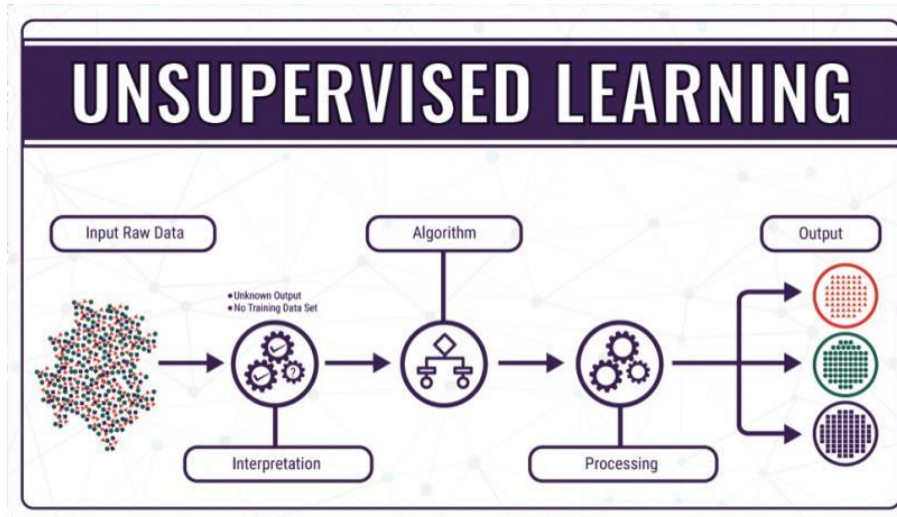 UNSUPERVISED LEARNING
Input Raw Data
Algorithm
Output
• Unknown Output
• No Training Data Set
?
Interpretation
Processing